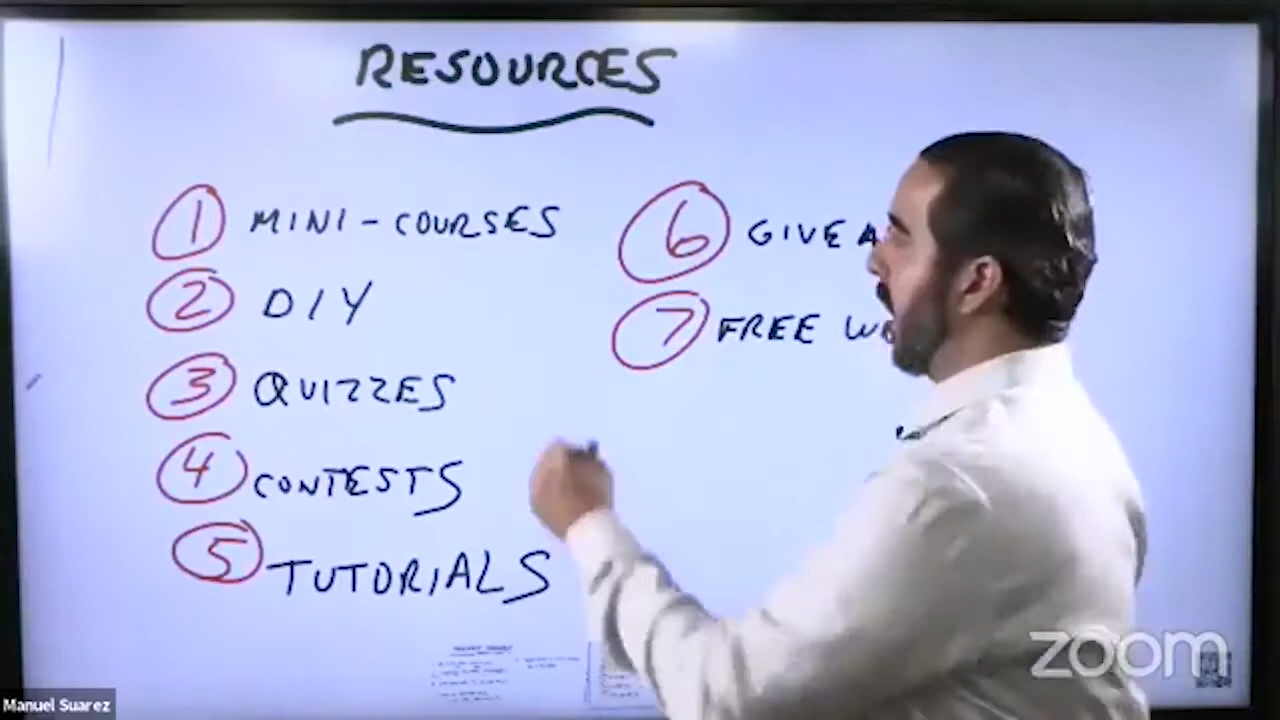 RESOURCES
1 MINI-COURSES
2 DIY
3 QUIZZES
4 CONTESTS
5 TUTORIALS
6 GIVEA
7 FREE
zoom
Manuel Suarez